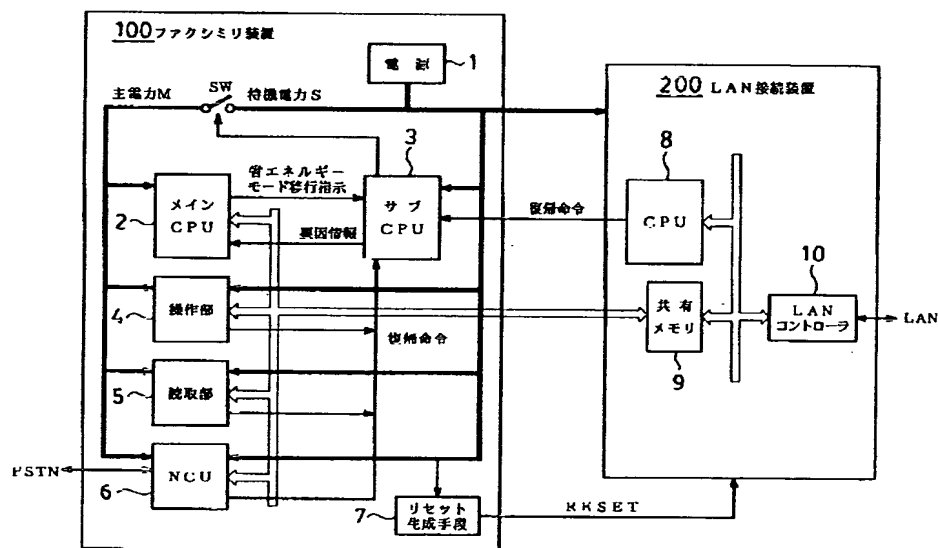 100 ファクシミリ装置
電源
1
主電力M
SW
待機電力S
200 LAN接続装置
3
8
省エネルギー
モード移行指示
メイン
CPU
2
サブ
CPU
復帰命令
CPU
要因情報
10
操作部
4
共有
メモリ
9
LAN
コントローラ
LAN
復帰命令
読取部
5
PSTN
NCU
6
リセット
生成手段
7
RESET